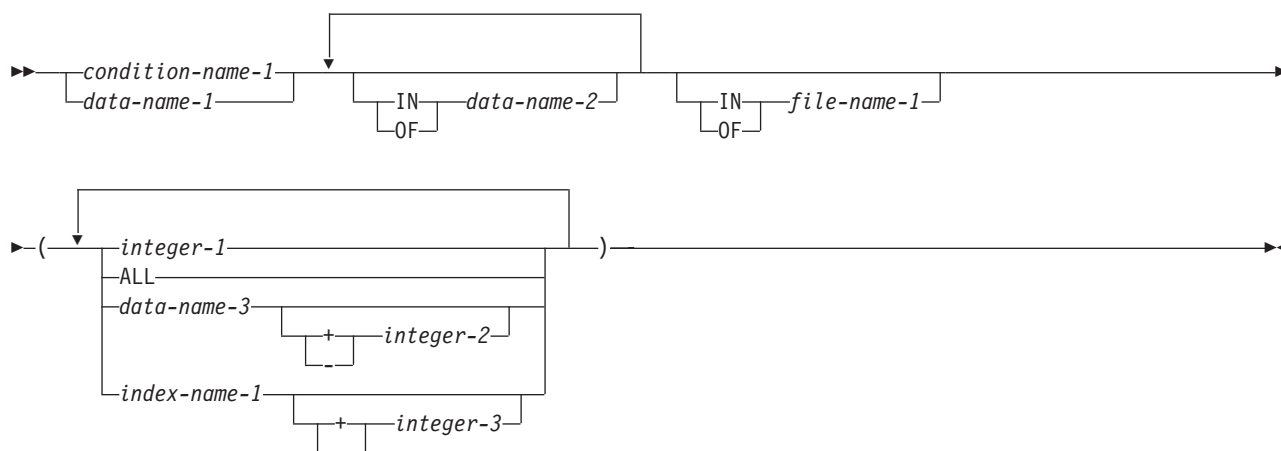 condition-name-1
data-name-1
IN data-name-2
OF
IN file-name-1
OF
( integer-1 )
ALL
data-name-3
+ integer-2
-
index-name-1
+ integer-3